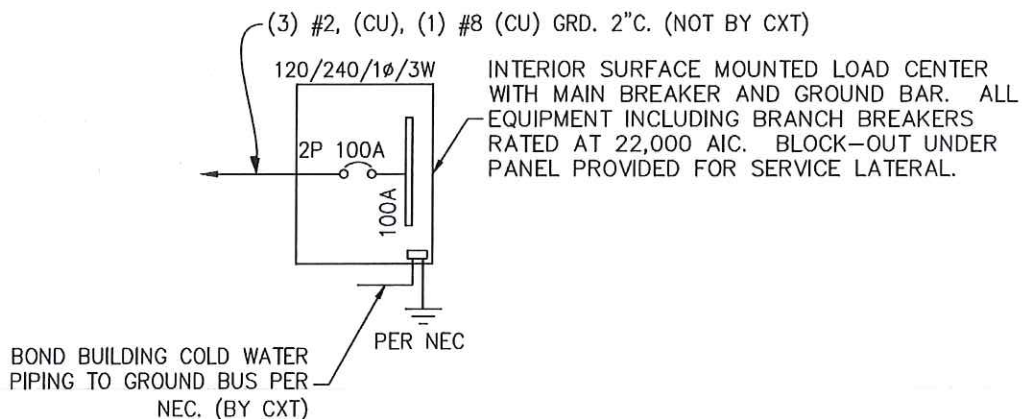 (3) #2, (CU), (1) #8 (CU) GRD. 2"C. (NOT BY CXT)
120/240/1ø/3W
INTERIOR SURFACE MOUNTED LOAD CENTER
WITH MAIN BREAKER AND GROUND BAR. ALL
EQUIPMENT INCLUDING BRANCH BREAKERS
RATED AT 22,000 AIC. BLOCK-OUT UNDER
PANEL PROVIDED FOR SERVICE LATERAL.
2P 100A
100A
PER NEC
BOND BUILDING COLD WATER
PIPING TO GROUND BUS PER
NEC. (BY CXT)